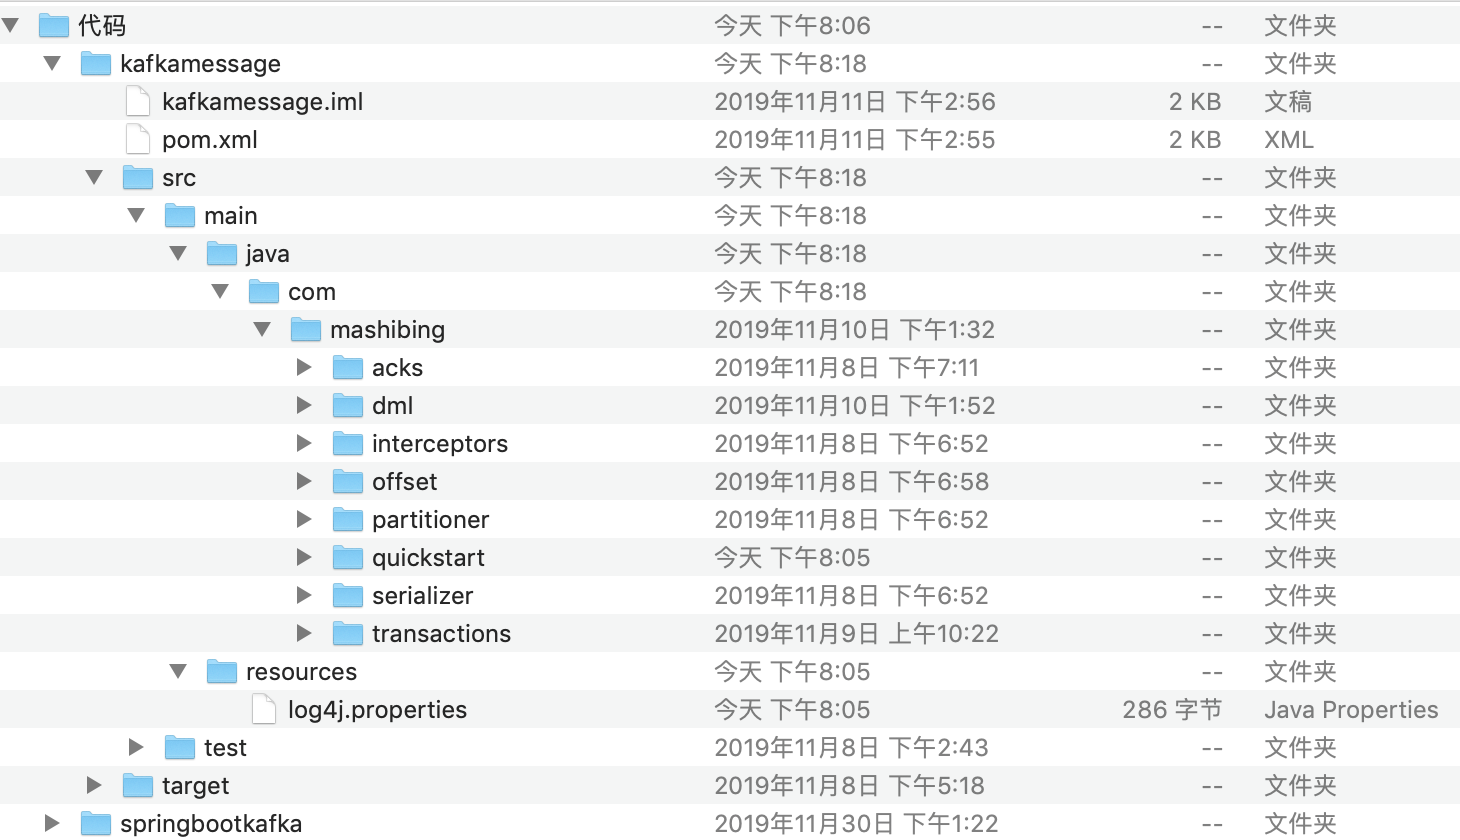 代码 今天 下午8:06 -- 文件夹
kafkamessage 今天 下午8:18 -- 文件夹
kafkamessage.iml 2019年11月11日 下午2:56 2 KB 文稿
pom.xml 2019年11月11日 下午2:55 2 KB XML
src 今天 下午8:18 -- 文件夹
main 今天 下午8:18 -- 文件夹
java 今天 下午8:18 -- 文件夹
com 今天 下午8:18 -- 文件夹
mashibing 2019年11月10日 下午1:32 -- 文件夹
acks 2019年11月8日 下午7:11 -- 文件夹
dml 2019年11月10日 下午1:52 -- 文件夹
interceptors 2019年11月8日 下午6:52 -- 文件夹
offset 2019年11月8日 下午6:58 -- 文件夹
partitioner 2019年11月8日 下午6:52 -- 文件夹
quickstart 今天 下午8:05 -- 文件夹
serializer 2019年11月8日 下午6:52 -- 文件夹
transactions 2019年11月9日 上午10:22 -- 文件夹
resources 今天 下午8:05 -- 文件夹
log4j.properties 今天 下午8:05 286 字节 Java Properties
test 2019年11月8日 下午2:43 -- 文件夹
target 2019年11月8日 下午5:18 -- 文件夹
springbootkafka 2019年11月30日 下午1:22 -- 文件夹